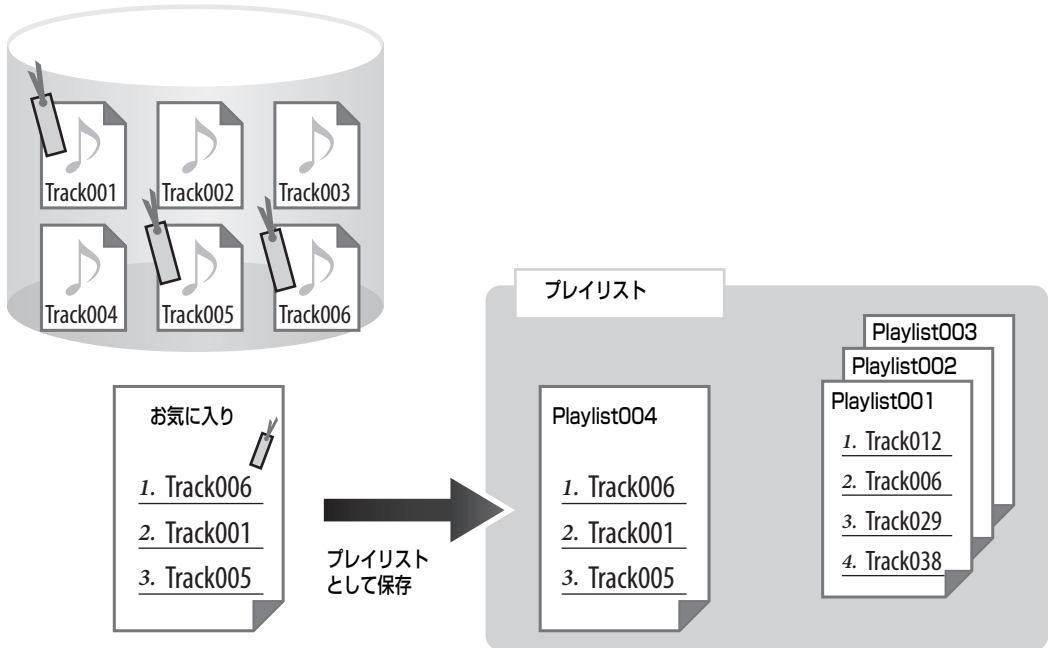 Track001
Track002
Track003
Track004
Track005
Track006
お気に入り
1. Track006
2. Track001
3. Track005
プレイリスト
として保存
プレイリスト
Playlist004
1. Track006
2. Track001
3. Track005
Playlist003
Playlist002
Playlist001
1. Track012
2. Track006
3. Track029
4. Track038